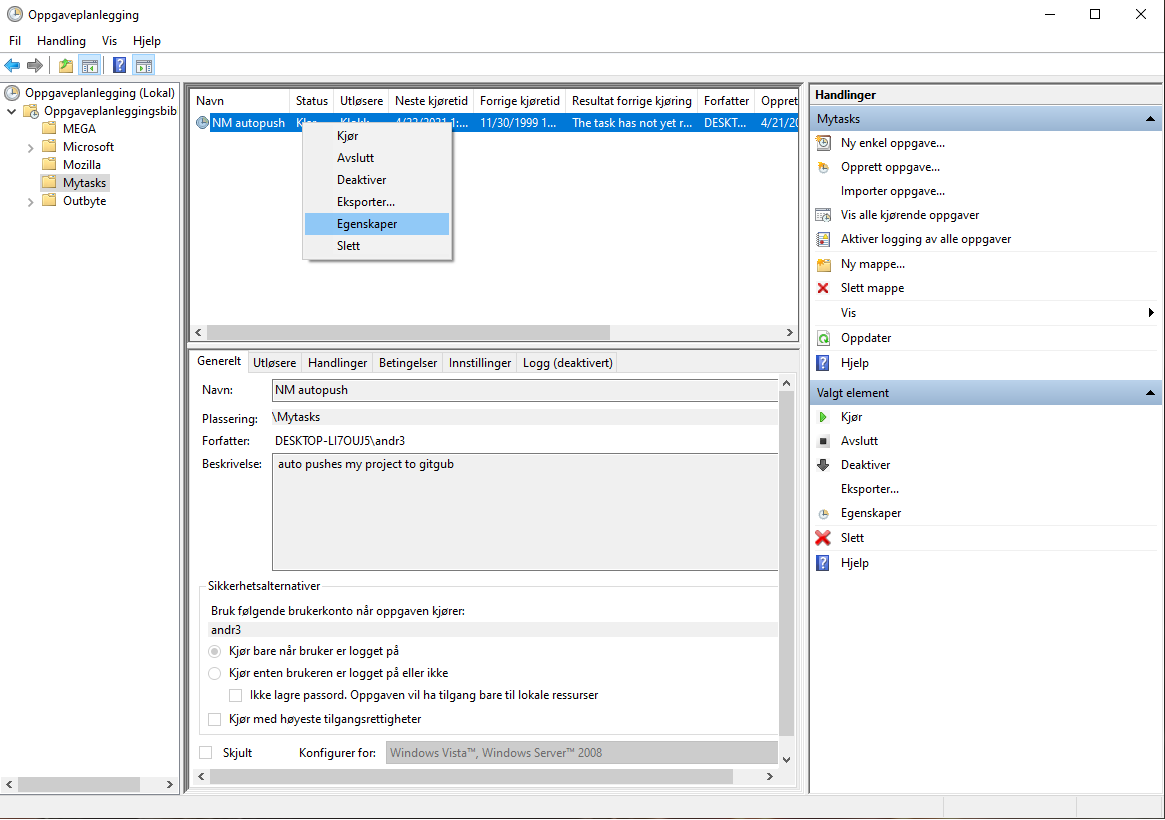 Oppgaveplanlegging
Fil Handling Vis Hjelp
Oppgaveplanlegging (Lokal)
Oppgaveplanleggingsbib
MEGA
Microsoft
Mozilla
Mytasks
Outbyte
Navn Status Utløsere Neste kjøretid Forrige kjøretid Resultat forrige kjøring Forfatter Oppret
NM autopush 11/30/1999 1... The task has not yet r... DESKT... 4/21/20
Kjør
Avslutt
Deaktiver
Eksporter...
Egenskaper
Slett
Generelt Utløsere Handlinger Betingelser Innstillinger Logg (deaktivert)
Navn: NM autopush
Plassering: \Mytasks
Forfatter: DESKTOP-LI7OUJ5\andr3
Beskrivelse: auto pushes my project to gitgub
Sikkerhetsalternativer
Bruk følgende brukerkonto når oppgaven kjører:
andr3
Kjør bare når bruker er logget på
Kjør enten brukeren er logget på eller ikke
Ikke lagre passord. Oppgaven vil ha tilgang bare til lokale ressurser
Kjør med høyeste tilgangsrettigheter
Skjult Konfigurer for: Windows Vista™, Windows Server™ 2008
Handlinger
Mytasks
Ny enkel oppgave...
Opprett oppgave...
Importer oppgave...
Vis alle kjørende oppgaver
Aktiver logging av alle oppgaver
Ny mappe...
Slett mappe
Vis
Oppdater
Hjelp
Valgt element
Kjør
Avslutt
Deaktiver
Eksporter...
Egenskaper
Slett
Hjelp